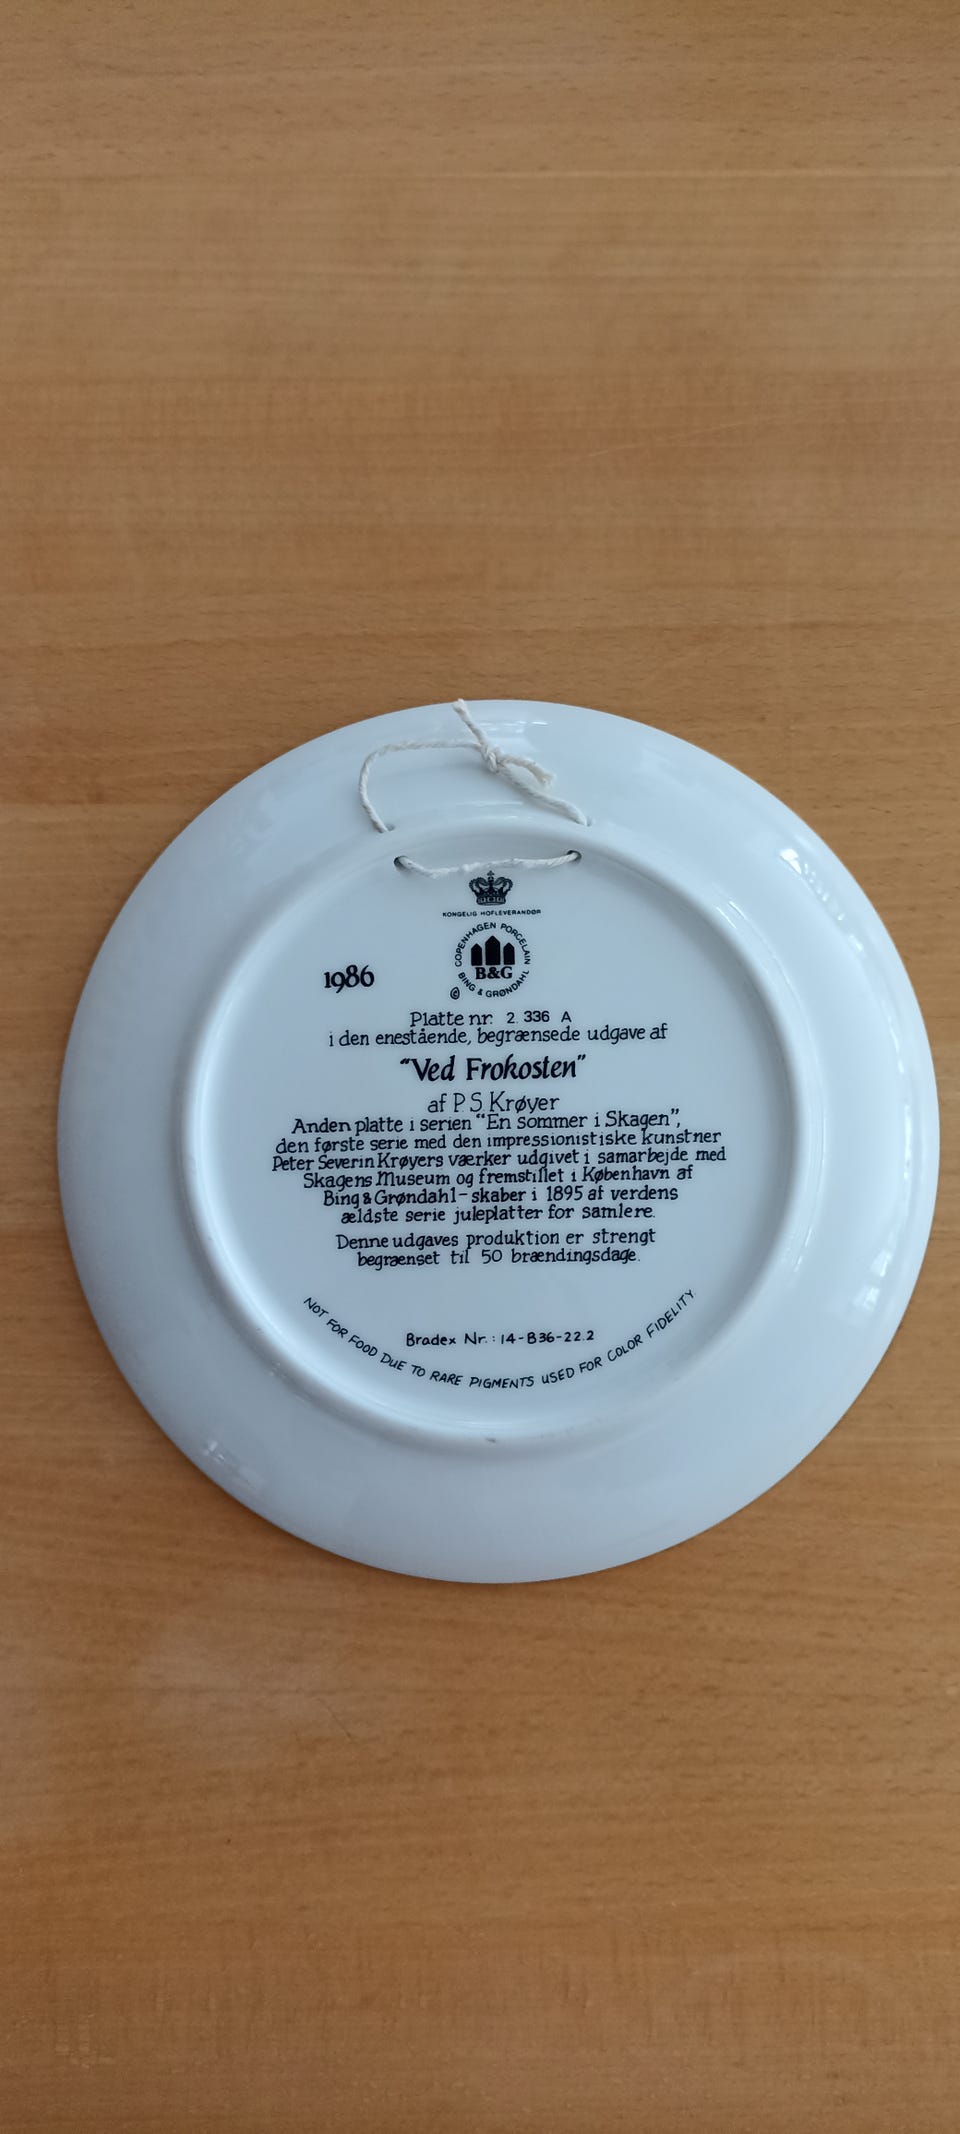 KONGELIG HOFLEVERANDØR
COPENHAGEN PORCELAIN
B&G
BING & GRØNDAHL
©
1986
Platte nr. 2 336 A
i den enestående, begrænsede udgave af
"Ved Frokosten"
af P.S. Krøyer
Anden platte i serien "En sommer i Skagen",
den første serie med den impressionistiske kunstner
Peter Severin Krøyers værker udgivet i samarbejde med
Skagens Museum og fremstillet i København af
Bing & Grøndahl – skaber i 1895 af verdens
ældste serie juleplatter for samlere.
Denne udgaves produktion er strengt
begrænset til 50 brændingsdage.
Bradex Nr.: 14-B36-22.2
NOT FOR FOOD DUE TO RARE PIGMENTS USED FOR COLOR FIDELITY